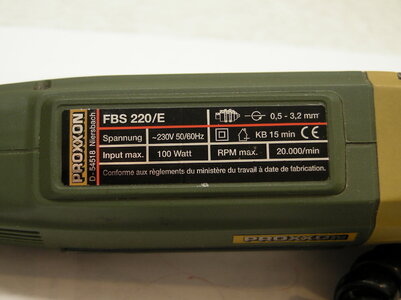 PROXXON
D - 54518 Niersbach
FBS 220/E 0,5 - 3,2 mm
Spannung ~230V 50/60Hz KB 15 min CE
Input max. 100 Watt RPM max. 20.000/min
Conforme aux règlements du ministère du travail à date de fabrication.
PROXXON